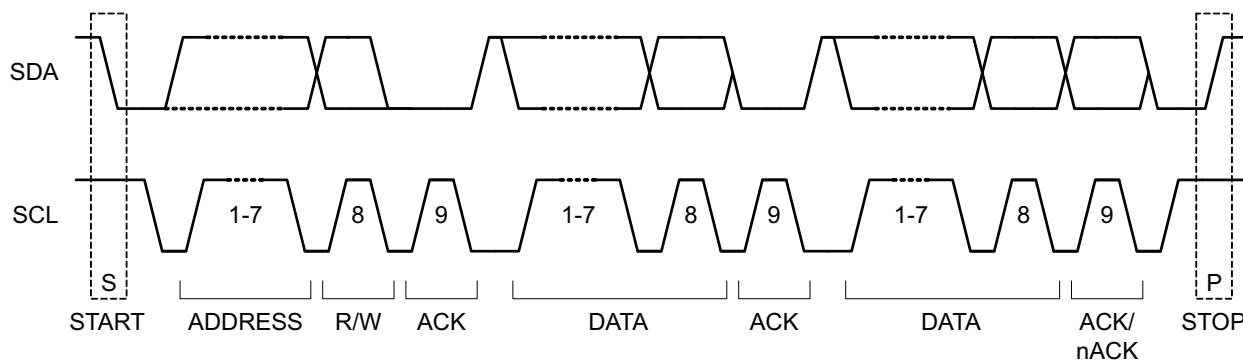 SDA
SCL
1-7 8 9 1-7 8 9 1-7 8 9
S P
START ADDRESS R/W ACK DATA ACK DATA ACK/ STOP
nACK